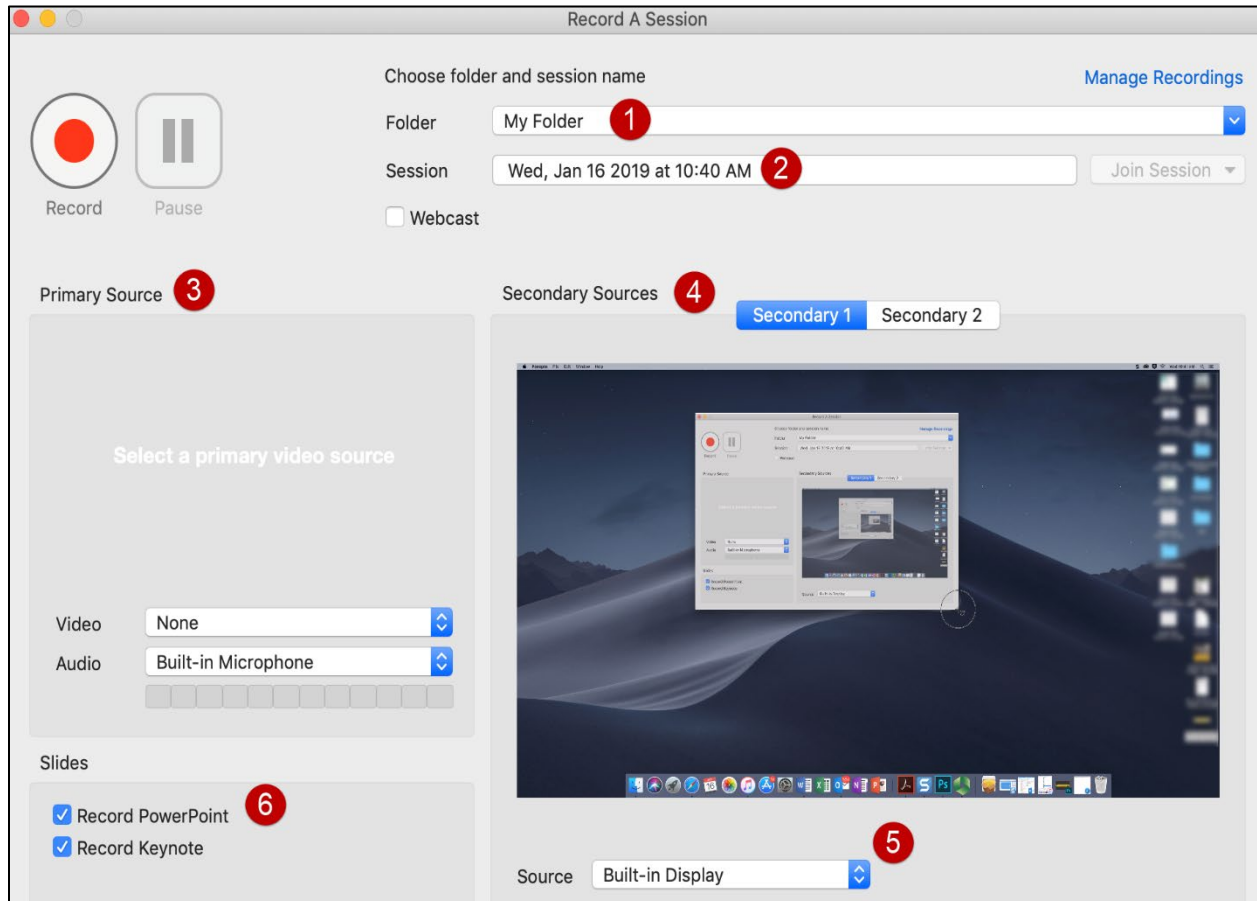 Record A Session
Choose folder and session name
Manage Recordings
Folder My Folder 1
Session Wed, Jan 16 2019 at 10:40 AM 2 Join Session
Record Pause
Webcast
Primary Source 3
Secondary Sources 4
Secondary 1 Secondary 2
Select a primary video source
Video None
Audio Built-in Microphone
Slides
Record PowerPoint 6
Record Keynote
5
Source Built-in Display